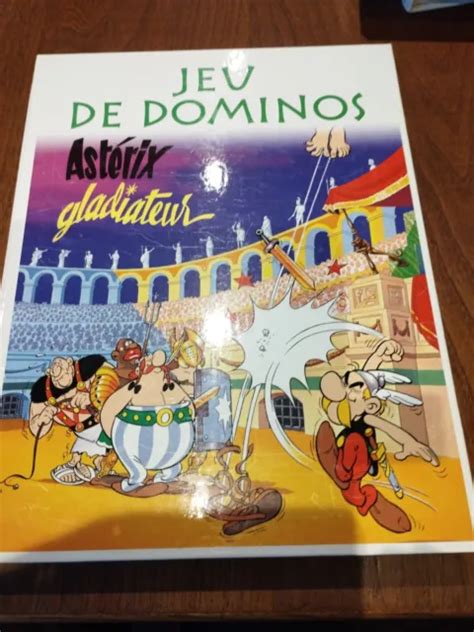 JEU
DE DOMINOS
Astérix
gladiateur